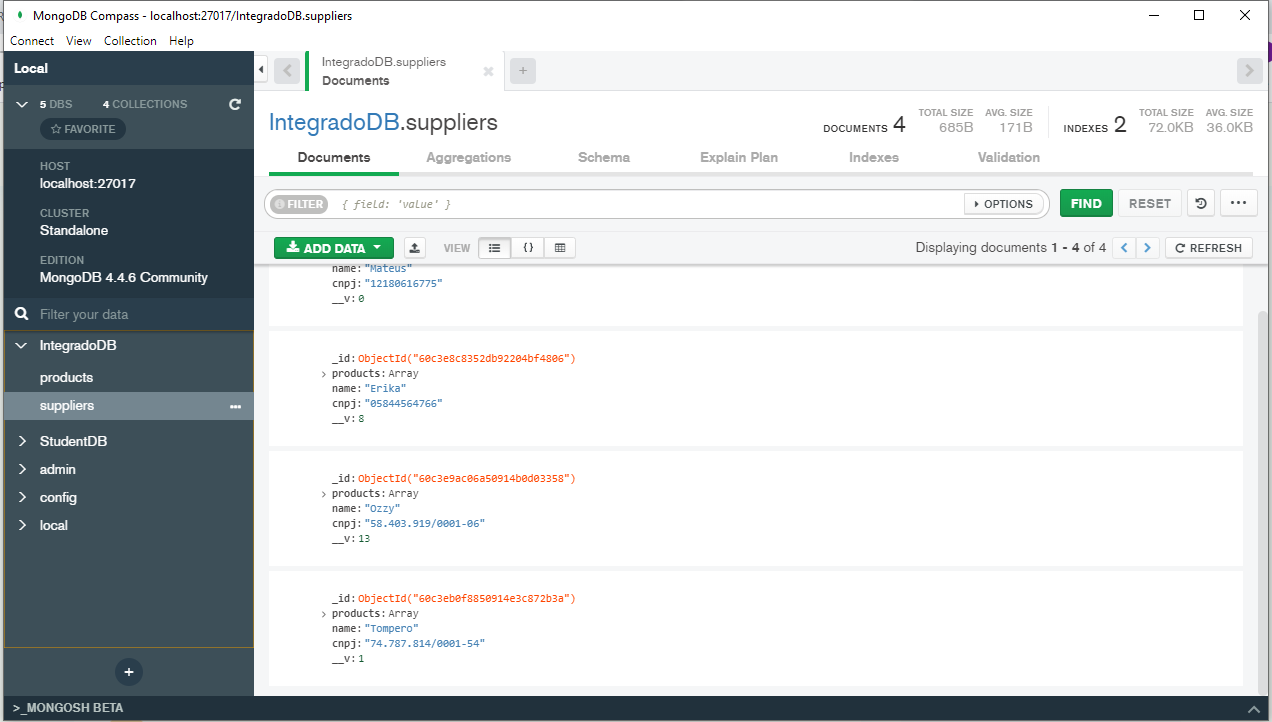 MongoDB Compass - localhost:27017/IntegradoDB.suppliers
Connect View Collection Help
Local
5 DBS 4 COLLECTIONS
FAVORITE
HOST
localhost:27017
CLUSTER
Standalone
EDITION
MongoDB 4.4.6 Community
Filter your data
IntegradoDB
products
suppliers
StudentDB
admin
config
local
>_MONGOSH BETA
IntegradoDB.suppliers
Documents
IntegradoDB.suppliers
DOCUMENTS 4 TOTAL SIZE 685B AVG. SIZE 171B INDEXES 2 TOTAL SIZE 72.0KB AVG. SIZE 36.0KB
Documents Aggregations Schema Explain Plan Indexes Validation
FILTER { field: 'value' } OPTIONS FIND RESET
ADD DATA VIEW {} Displaying documents 1 - 4 of 4 REFRESH
name: "Mateus"
cnpj: "12180616775"
__v: 0
_id: ObjectId("60c3e8c8352db92204bf4806")
products: Array
name: "Erika"
cnpj: "05844564766"
__v: 8
_id: ObjectId("60c3e9ac06a50914b0d03358")
products: Array
name: "Ozzy"
cnpj: "58.403.919/0001-06"
__v: 13
_id: ObjectId("60c3eb0f8850914e3c872b3a")
products: Array
name: "Tompero"
cnpj: "74.787.814/0001-54"
__v: 1